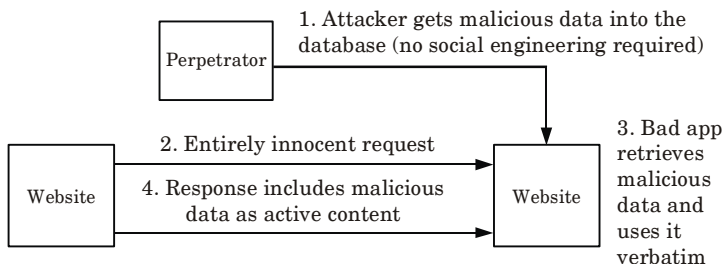 1. Attacker gets malicious data into the
database (no social engineering required)
Perpetrator
2. Entirely innocent request
3. Bad app
retrieves
malicious
data and
uses it
verbatim
Website
4. Response includes malicious
data as active content
Website